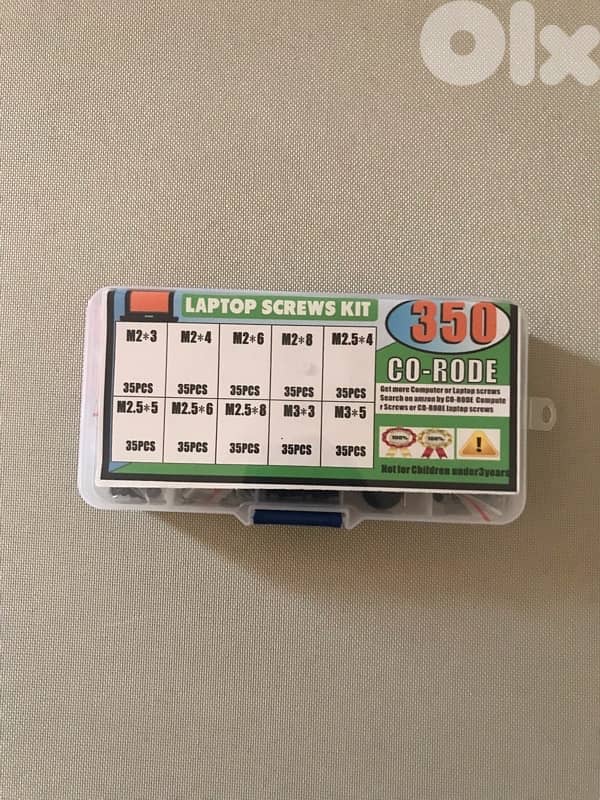 Olx
LAPTOP SCREWS KIT
350
M2*3 M2*4 M2*6 M2*8 M2.5*4
35PCS 35PCS 35PCS 35PCS 35PCS
M2.5*5 M2.5*6 M2.5*8 M3*3 M3*5
35PCS 35PCS 35PCS 35PCS 35PCS
CO-RODE
Get more Computer or Laptop screws
Search on amzon by CO-RODE Compute
r Screws or CO-RODE laptop screws
100% 100%
Not for Children under3years